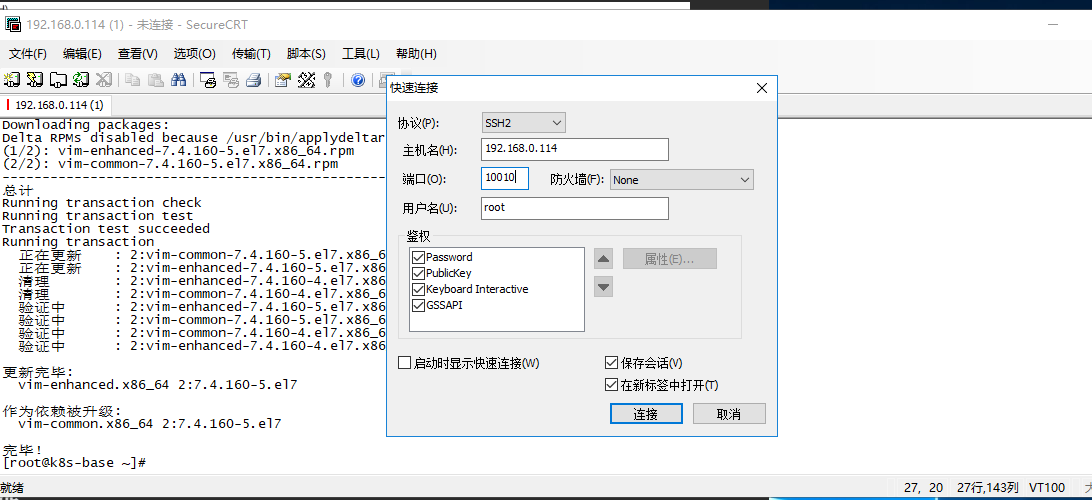 192.168.0.114 (1) - 未连接 - SecureCRT
文件(F) 编辑(E) 查看(V) 选项(O) 传输(T) 脚本(S) 工具(L) 帮助(H)
192.168.0.114 (1)
Downloading packages:
Delta RPMs disabled because /usr/bin/applydeltar
(1/2): vim-enhanced-7.4.160-5.el7.x86_64.rpm
(2/2): vim-common-7.4.160-5.el7.x86_64.rpm
------------------------------------------------
总计
Running transaction check
Running transaction test
Transaction test succeeded
Running transaction
正在更新 : 2:vim-common-7.4.160-5.el7.x86_6
正在更新 : 2:vim-enhanced-7.4.160-5.el7.x86
清理 : 2:vim-enhanced-7.4.160-4.el7.x86
清理 : 2:vim-common-7.4.160-4.el7.x86_6
验证中 : 2:vim-enhanced-7.4.160-5.el7.x86
验证中 : 2:vim-common-7.4.160-5.el7.x86_6
验证中 : 2:vim-common-7.4.160-4.el7.x86_6
验证中 : 2:vim-enhanced-7.4.160-4.el7.x86
更新完毕:
vim-enhanced.x86_64 2:7.4.160-5.el7
作为依赖被升级:
vim-common.x86_64 2:7.4.160-5.el7
完毕!
[root@k8s-base ~]#
快速连接
协议(P): SSH2
主机名(H): 192.168.0.114
端口(O): 10010 防火墙(F): None
用户名(U): root
鉴权
Password
属性(E)...
PublicKey
Keyboard Interactive
GSSAPI
启动时显示快速连接(W) 保存会话(V)
在新标签中打开(T)
连接 取消
就绪 27, 20 27行,143列 VT100